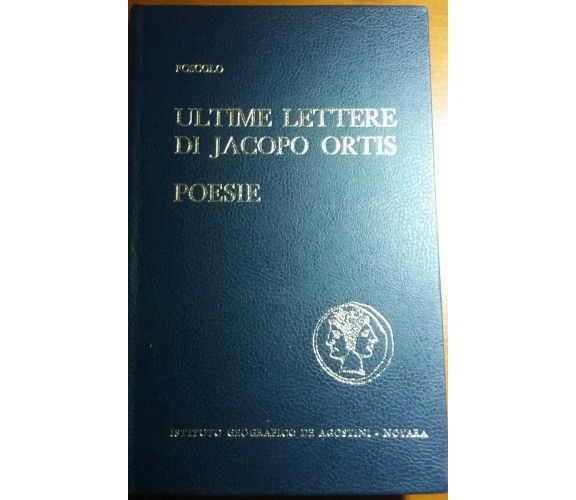 FOSCOLO
ULTIME LETTERE
DI JACOPO ORTIS
POESIE
ISTITUTO GEOGRAFICO DE AGOSTINI - NOVARA